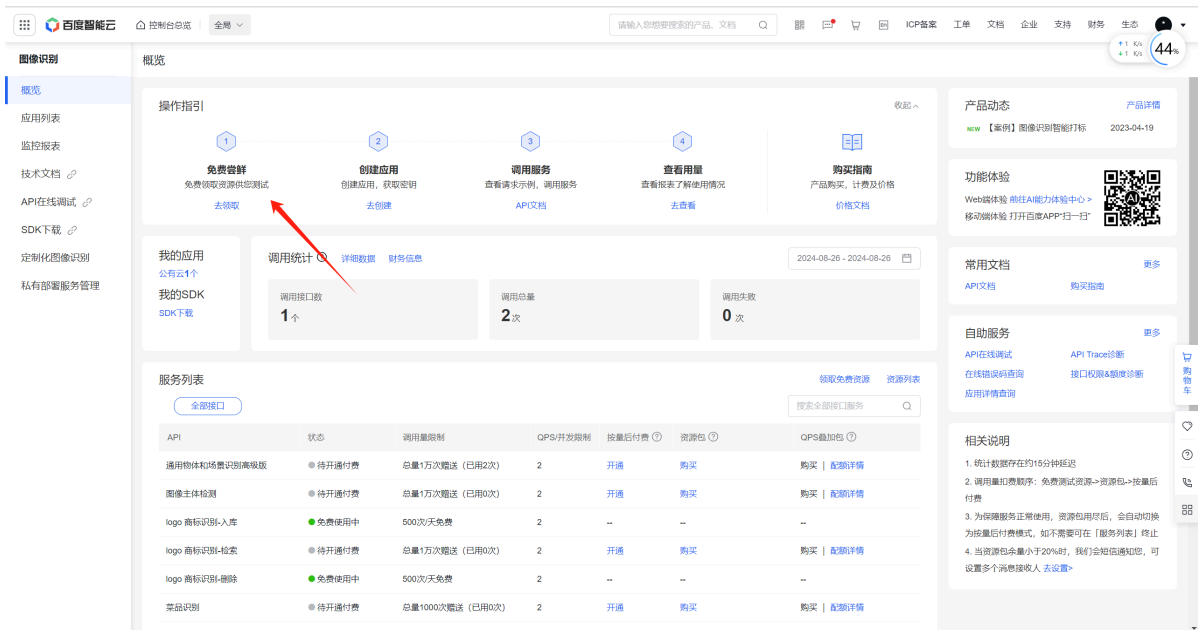 百度智能云 控制台总览 全局 请输入您想要搜索的产品、文档 ICP备案 工单 文档 企业 支持 财务 生态
↑ 1 K/s
↓ 1 K/s
44%
图像识别
概览
应用列表
监控报表
技术文档
API在线调试
SDK下载
定制化图像识别
私有部署服务管理
概览
操作指引 收起
1 2 3 4
免费尝鲜 创建应用 调用服务 查看用量 购买指南
免费领取资源供您测试 创建应用，获取密钥 查看请求示例，调用服务 查看报表了解使用情况 产品购买，计费及价格
去领取 去创建 API文档 去查看 价格文档
我的应用
公有云1个
我的SDK
SDK下载
调用统计 详细数据 财务信息 2024-08-26 - 2024-08-26
调用接口数 调用总量 调用失败
1个 2次 0次
服务列表 领取免费资源 资源列表
全部接口 搜索全部接口服务
API 状态 调用量限制 QPS/并发限制 按量后付费 资源包 QPS叠加包
通用物体和场景识别高级版 待开通付费 总量1万次赠送（已用2次） 2 开通 购买 购买 | 配额详情
图像主体检测 待开通付费 总量1万次赠送（已用0次） 2 开通 购买 购买 | 配额详情
logo 商标识别-入库 免费使用中 500次/天免费 2 -- -- --
logo 商标识别-检索 待开通付费 总量1万次赠送（已用0次） 2 开通 购买 购买 | 配额详情
logo 商标识别-删除 免费使用中 500次/天免费 2 -- -- --
菜品识别 待开通付费 总量1000次赠送（已用0次） 2 开通 购买 购买 | 配额详情
产品动态 产品详情
NEW 【案例】图像识别智能打标 2023-04-19
功能体验
Web端体验 前往AI能力体验中心 >
移动端体验 打开百度APP“扫一扫”
AI
常用文档 更多
API文档 购买指南
自助服务 更多
API在线调试 API Trace诊断
在线错误码查询 接口权限&额度诊断
应用详情查询
相关说明
1. 统计数据存在约15分钟延迟
2. 调用量扣费顺序：免费测试资源->资源包->按量后
付费
3. 为保障服务正常使用，资源包用尽后，会自动切换
为按量后付费模式，如不需要可在「服务列表」终止
4. 当资源包余量小于20%时，我们会短信通知您，可
设置多个消息接收人 去设置>
购物车